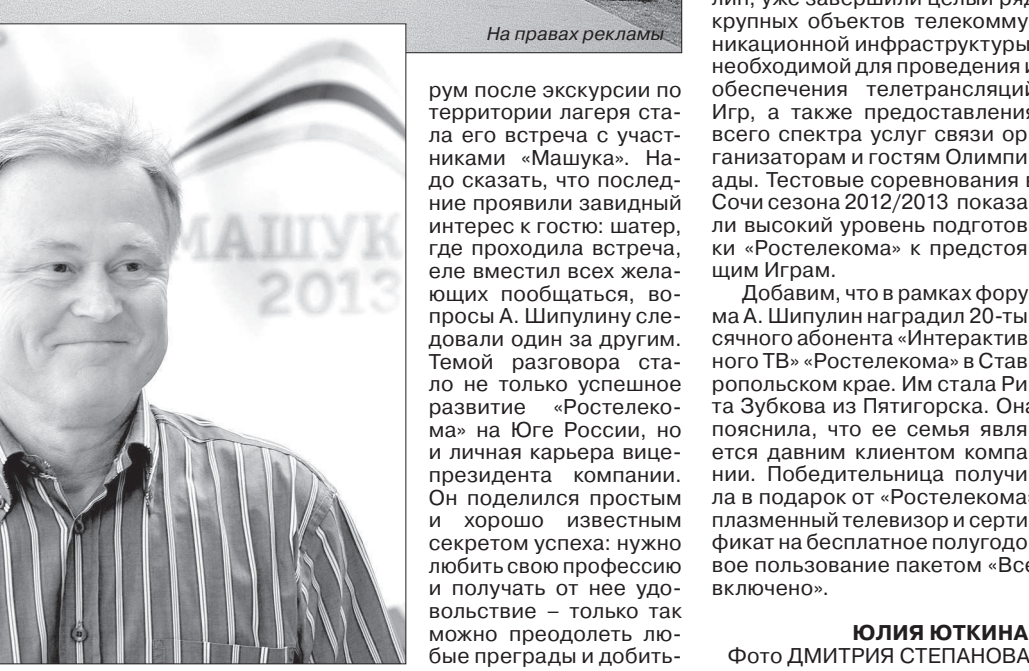 На правах рекламы
МАШУК
2013
рум после экскурсии по
территории лагеря ста-
ла его встреча с участ-
никами «Машука». На-
до сказать, что послед-
ние проявили завидный
интерес к гостю: шатер,
где проходила встреча,
еле вместил всех жела-
ющих пообщаться, во-
просы А. Шипулину сле-
довали один за другим.
Темой разговора ста-
ло не только успешное
развитие «Ростелеко-
ма» на Юге России, но
и личная карьера вице-
президента компании.
Он поделился простым
и хорошо известным
секретом успеха: нужно
любить свою профессию
и получать от нее удо-
вольствие – только так
можно преодолеть лю-
бые преграды и добить-
лин, уже завершили целый ряд
крупных объектов телекомму
никационной инфраструктуры
необходимой для проведения и
обеспечения телетрансляций
Игр, а также предоставления
всего спектра услуг связи ор
ганизаторам и гостям Олимпи
ады. Тестовые соревнования в
Сочи сезона 2012/2013 показа
ли высокий уровень подготов
ки «Ростелекома» к предстоя
щим Играм.
Добавим, что в рамках фору
ма А. Шипулин наградил 20-ты
сячного абонента «Интерактив
ного ТВ» «Ростелекома» в Став
ропольском крае. Им стала Ри
та Зубкова из Пятигорска. Она
пояснила, что ее семья явля
ется давним клиентом компа
нии. Победительница получи
ла в подарок от «Ростелекома»
плазменный телевизор и серти
фикат на бесплатное полугодо
вое пользование пакетом «Все
включено».
ЮЛИЯ ЮТКИНА
Фото ДМИТРИЯ СТЕПАНОВА